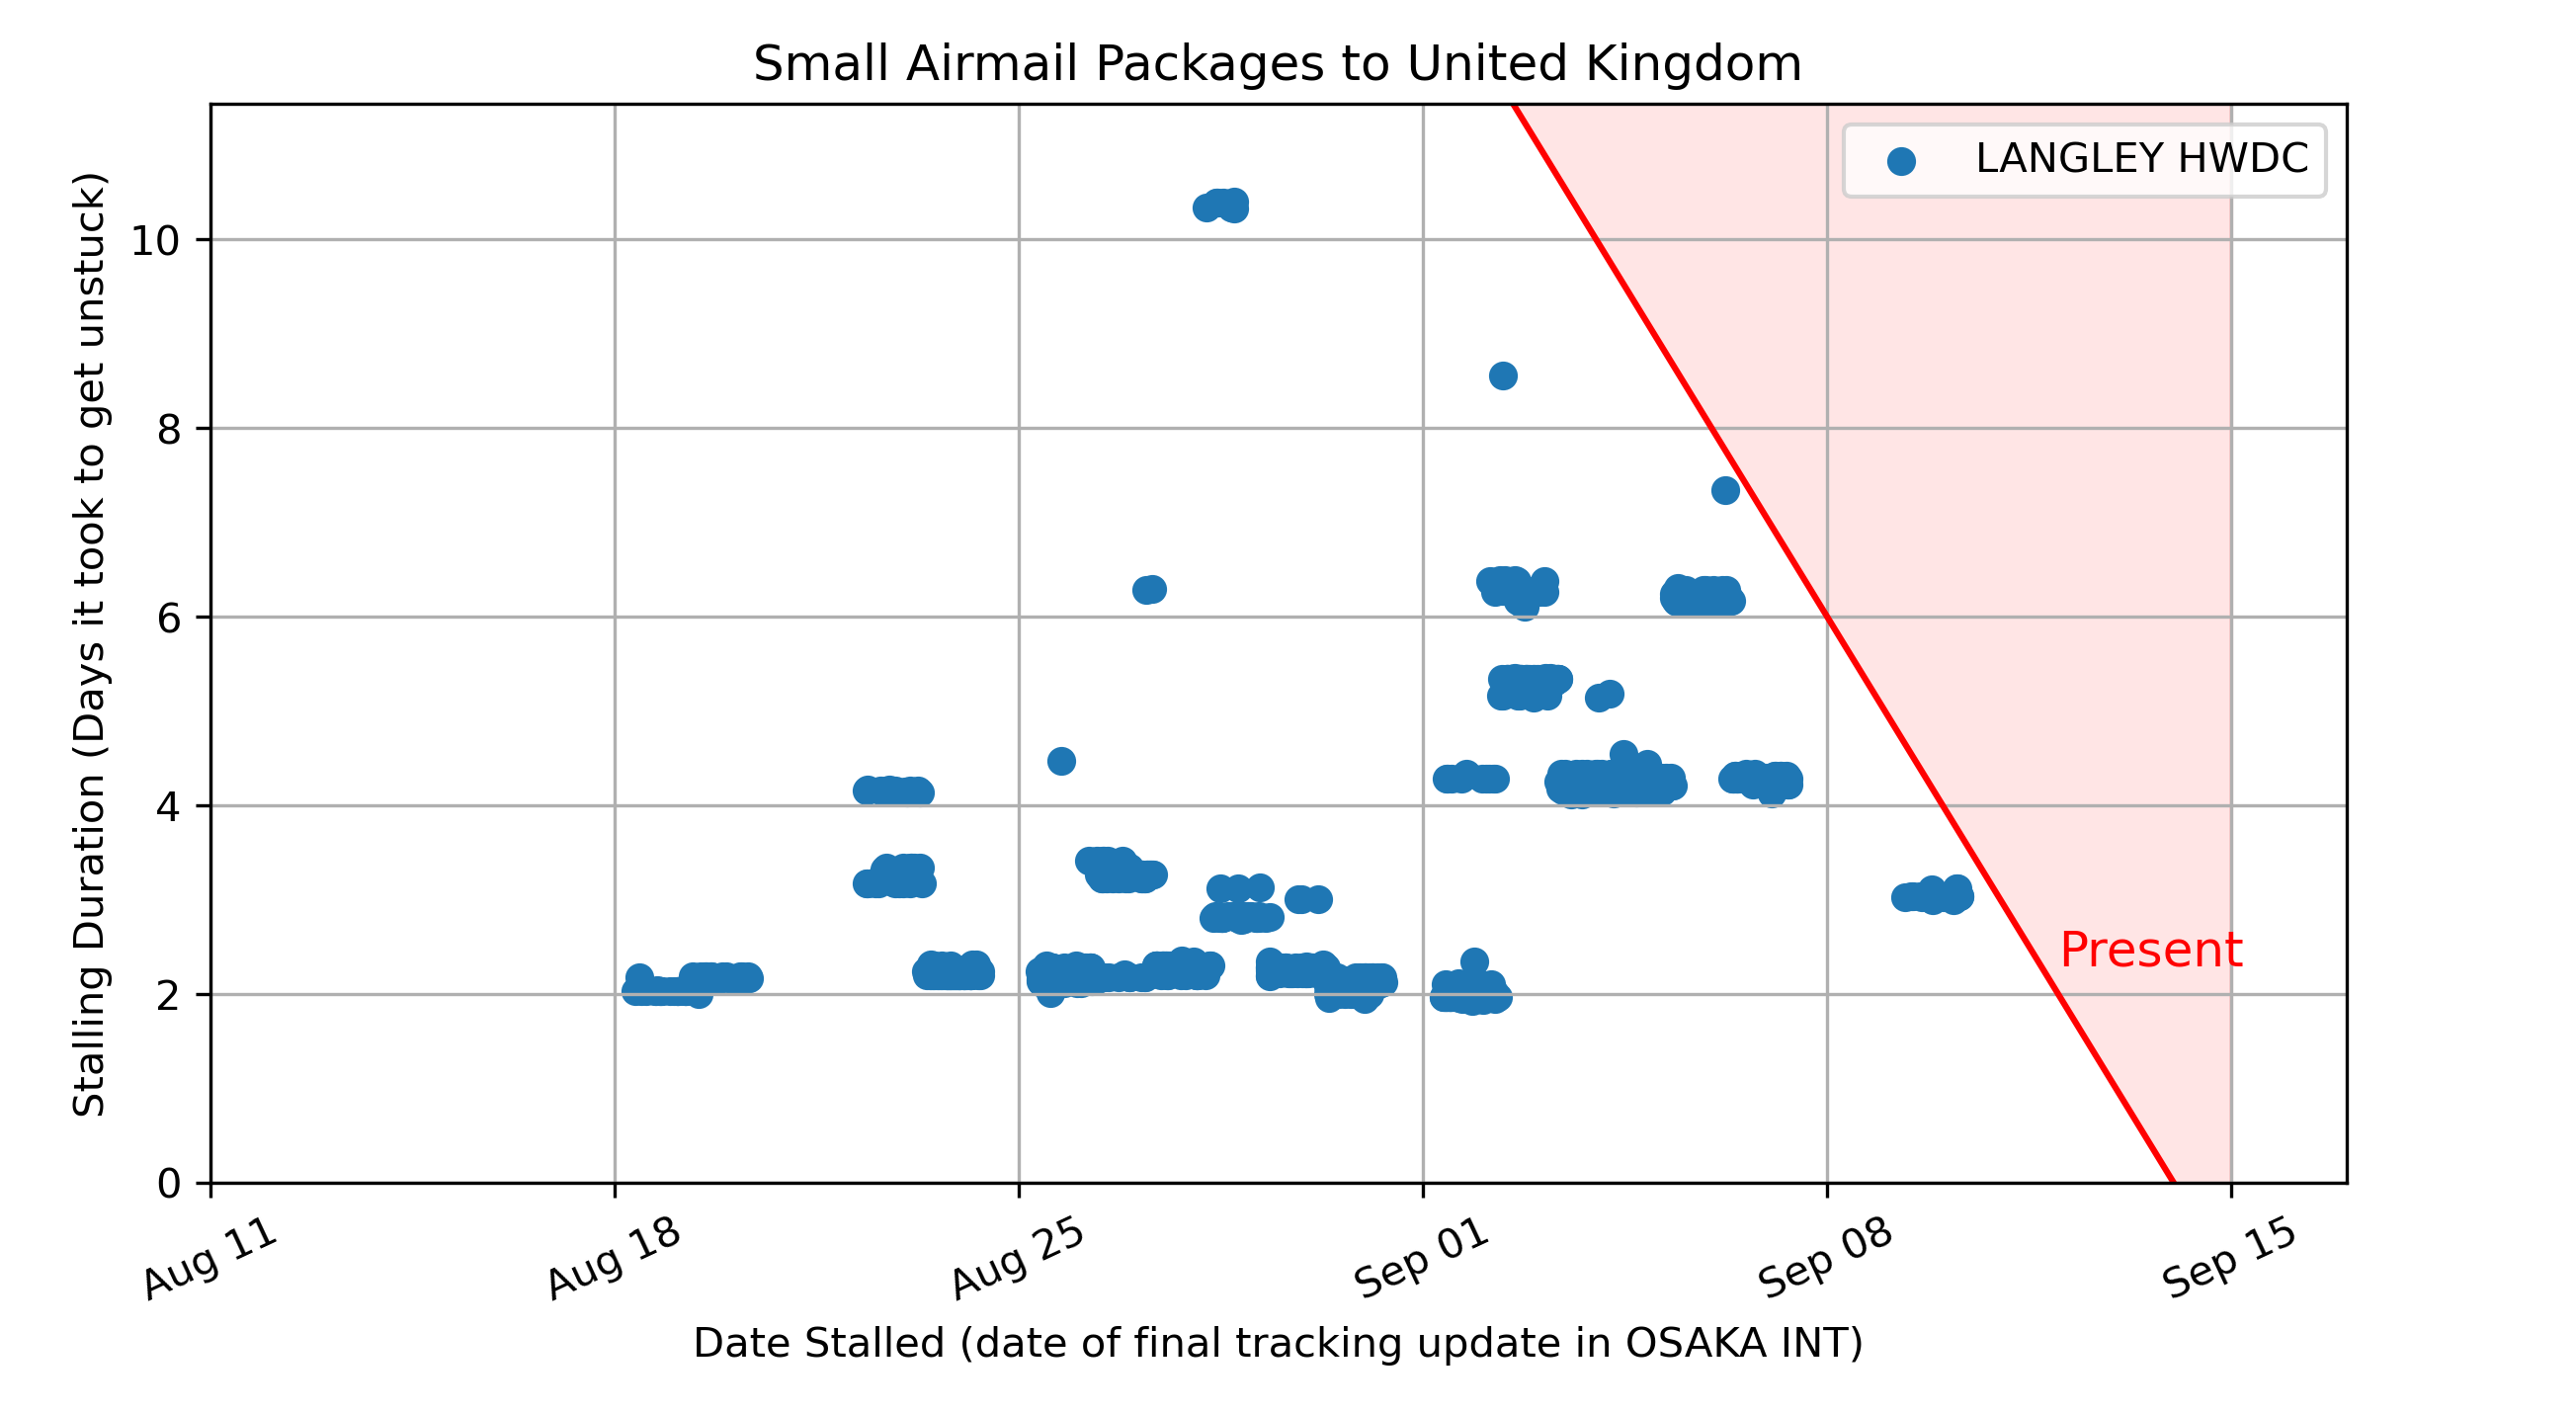 Small Airmail Packages to United Kingdom
LANGLEY HWDC
Stalling Duration (Days it took to get unstuck)
10
8
6
4
2
0
Present
Aug 11
Aug 18
Aug 25
Sep 01
Sep 08
Sep 15
Date Stalled (date of final tracking update in OSAKA INT)